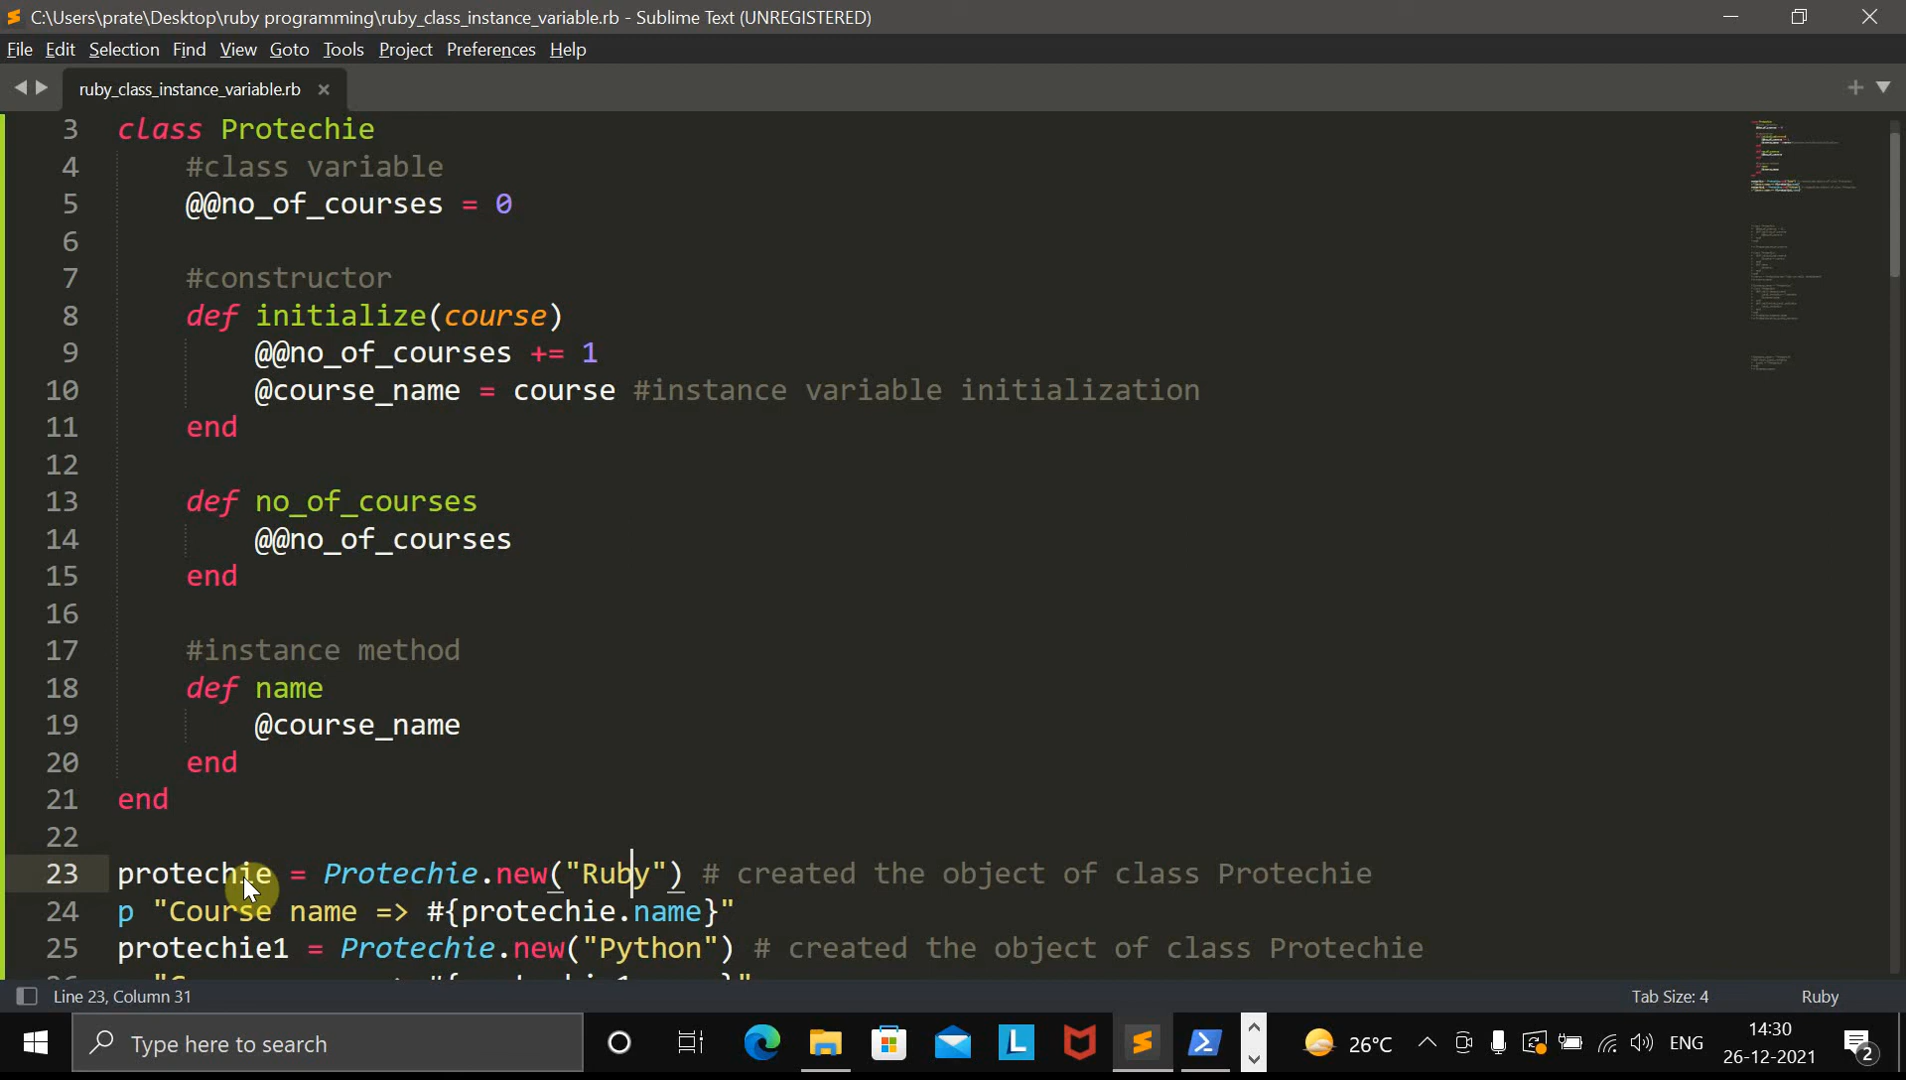 C:\Users\prate\Desktop\ruby programming\ruby_class_instance_variable.rb - Sublime Text (UNREGISTERED)
File Edit Selection Find View Goto Tools Project Preferences Help
ruby_class_instance_variable.rb
3 class Protechie
4 #class variable
5 @@no_of_courses = 0
6
7 #constructor
8 def initialize(course)
9 @@no_of_courses += 1
10 @course_name = course #instance variable initialization
11 end
12
13 def no_of_courses
14 @@no_of_courses
15 end
16
17 #instance method
18 def name
19 @course_name
20 end
21 end
22
23 protechie = Protechie.new("Ruby") # created the object of class Protechie
24 p "Course name => #{protechie.name}"
25 protechie1 = Protechie.new("Python") # created the object of class Protechie
Line 23, Column 31 Tab Size: 4 Ruby
Type here to search 26°C ENG 14:30
26-12-2021 2